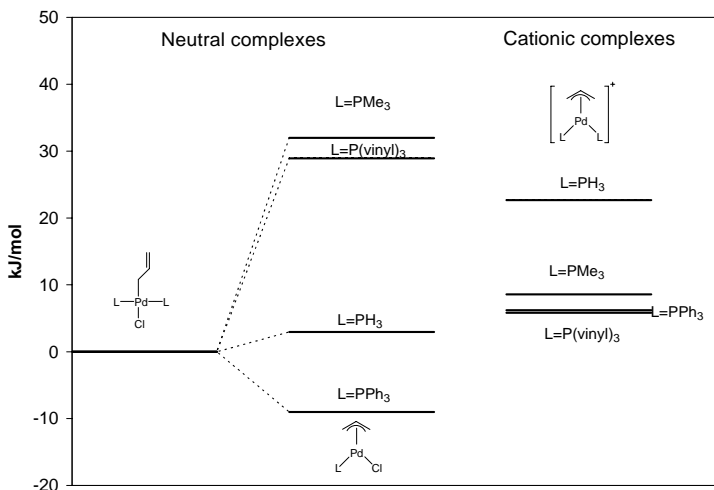 Neutral complexes
Cationic complexes
kJ/mol
50
40
30
20
10
0
-10
-20
L=PMe3
L=P(vinyl)3
L=PH3
L=PPh3
L Pd L
Cl
Pd
L Cl
+
Pd
L L
L=PH3
L=PMe3
L=PPh3
L=P(vinyl)3